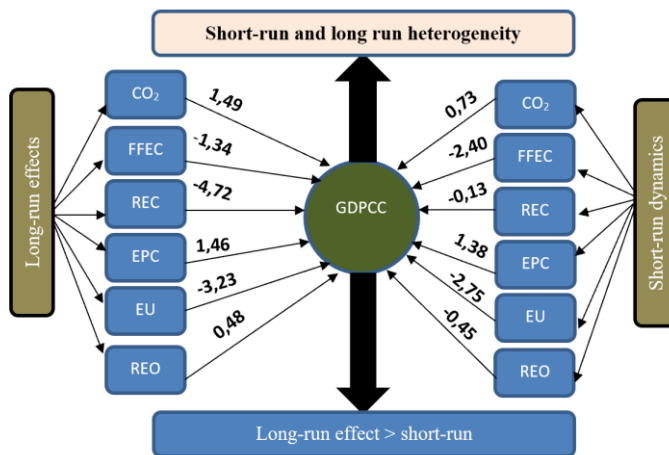 Short-run and long run heterogeneity
Long-run effects
CO₂
FFEC
REC
EPC
EU
REO
1,49
-1,34
-4,72
1,46
-3,23
0,48
GDPCC
0,73
-2,40
-0,13
1,38
-2,75
-0,45
CO₂
FFEC
REC
EPC
EU
REO
Short-run dynamics
Long-run effect > short-run